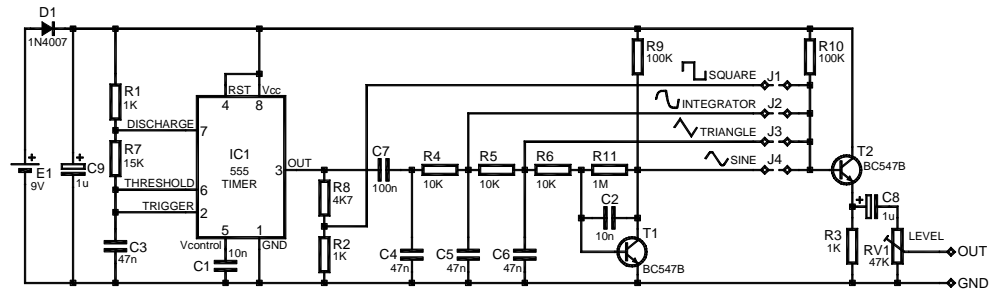 D1
1N4007
E1
9V
C9
1u
R1
1K
R7
15K
DISCHARGE
THRESHOLD
TRIGGER
C3
47n
RST
Vcc
4
8
7
6
2
3
5
1
IC1
555
TIMER
OUT
GND
Vcontrol
10n
C1
R8
4K7
R2
1K
C7
100n
R4
10K
R5
10K
R6
10K
R11
1M
C4
47n
C5
47n
C6
47n
C2
10n
T1
BC547B
R9
100K
R10
100K
SQUARE
J1
INTEGRATOR
J2
TRIANGLE
J3
SINE
J4
T2
BC547B
C8
1u
R3
1K
RV1
47K
LEVEL
OUT
GND